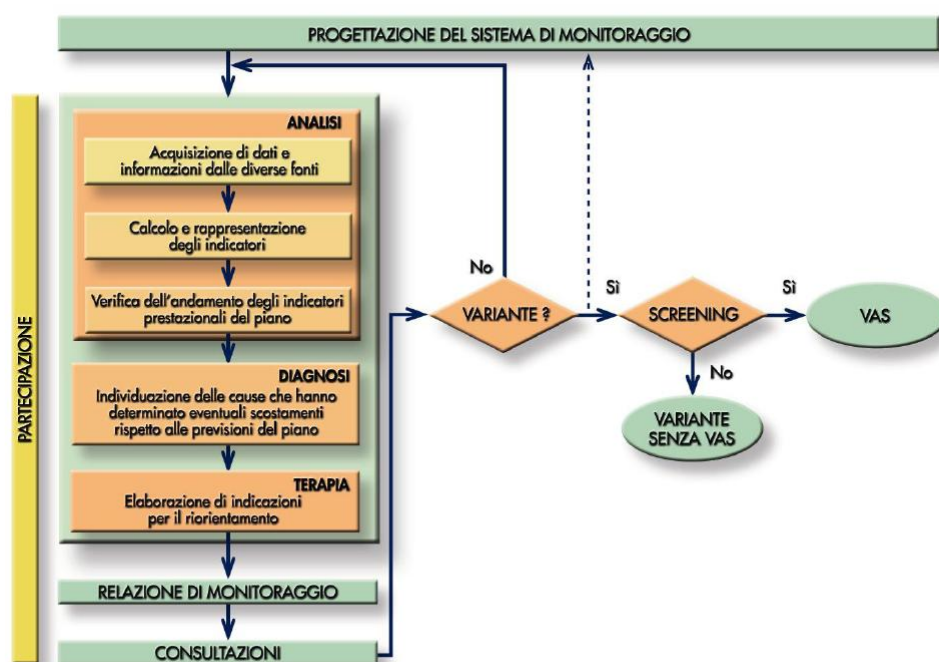 PROGETTAZIONE DEL SISTEMA DI MONITORAGGIO
PARTECIPAZIONE
ANALISI
Acquisizione di dati e
informazioni dalle diverse fonti
Calcolo e rappresentazione
degli indicatori
Verifica dell'andamento degli indicatori
prestazionali del piano
DIAGNOSI
Individuazione delle cause che hanno
determinato eventuali scostamenti
rispetto alle previsioni del piano
TERAPIA
Elaborazione di indicazioni
per il riorientamento
RELAZIONE DI MONITORAGGIO
CONSULTAZIONI
No
VARIANTE ?
Sì
SCREENING
Sì
VAS
No
VARIANTE
SENZA VAS